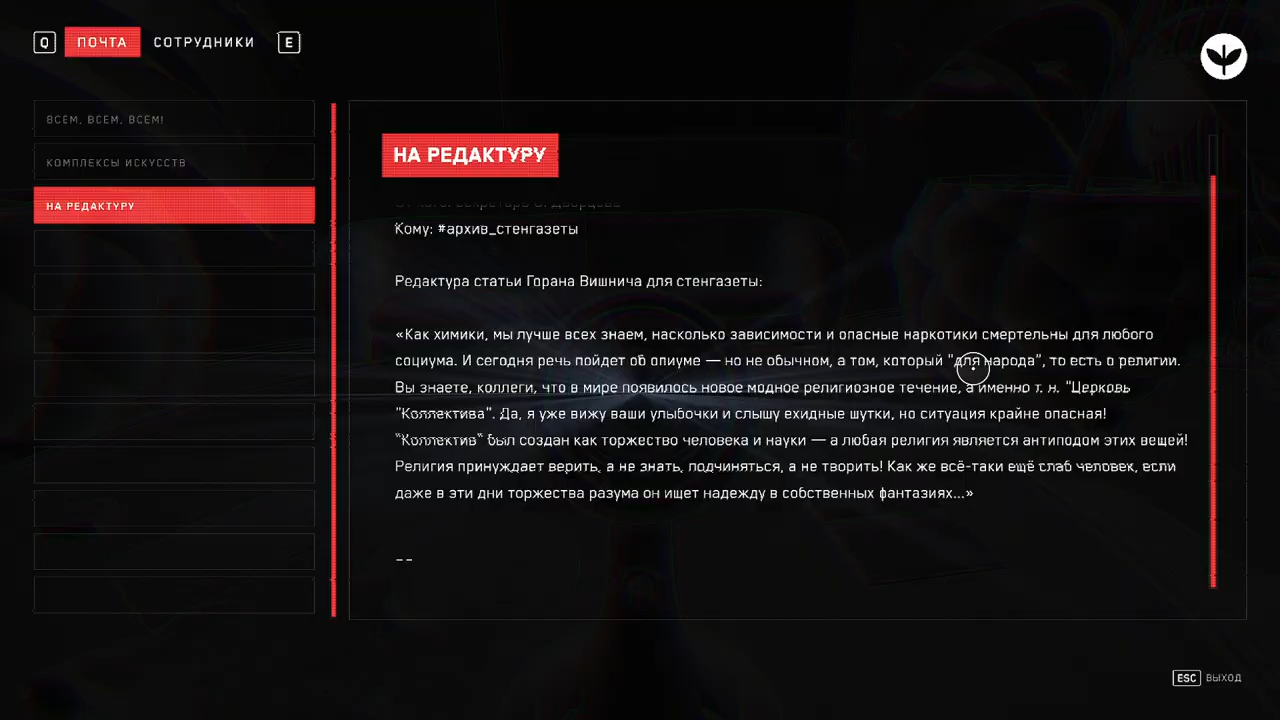 Q ПОЧТА СОТРУДНИКИ E
ВСЕМ, ВСЕМ, ВСЕМ!
КОМПЛЕКСЫ ИСКУССТВ
НА РЕДАКТУРУ
НА РЕДАКТУРУ
От кого: секретарь
Кому: #архив_стенгазеты
Редактура статьи Горана Вишнича для стенгазеты:
«Как химики, мы лучше всех знаем, насколько зависимости и опасные наркотики смертельны для любого
социума. И сегодня речь пойдет об опиуме — но не обычном, а том, который "для народа", то есть о религии.
Вы знаете, коллеги, что в мире появилось новое модное религиозное течение, а именно т. н. "Церковь
"Коллектива". Да, я уже вижу ваши улыбочки и слышу ехидные шутки, но ситуация крайне опасная!
"Коллектив" был создан как торжество человека и науки — а любая религия является антиподом этих вещей!
Религия принуждает верить, а не знать, подчиняться, а не творить! Как же всё-таки ещё слаб человек, если
даже в эти дни торжества разума он ищет надежду в собственных фантазиях...»
--
ESC ВЫХОД